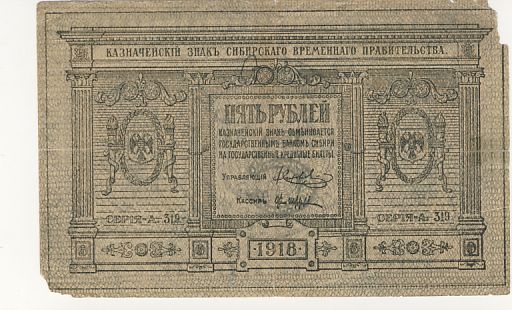 КАЗНАЧЕЙСКІЙ ЗНАКЪ СИБИРСКАГО ВРЕМЕННАГО ПРАВИТЕЛЬСТВА.
ПЯТЬ РУБЛЕЙ
КАЗНАЧЕЙСКІЙ ЗНАКЪ ОБМѢНИВАЕТСЯ
ГОСУДАРСТВЕННЫМЪ БАНКОМЪ СИБИРИ
НА ГОСУДАРСТВЕННЫЕ КРЕДИТНЫЕ БИЛЕТЫ.
УПРАВЛЯЮЩІЙ
КАССИРЪ
СЕРІЯ-А. 319
СЕРІЯ-А. 319
·1918·